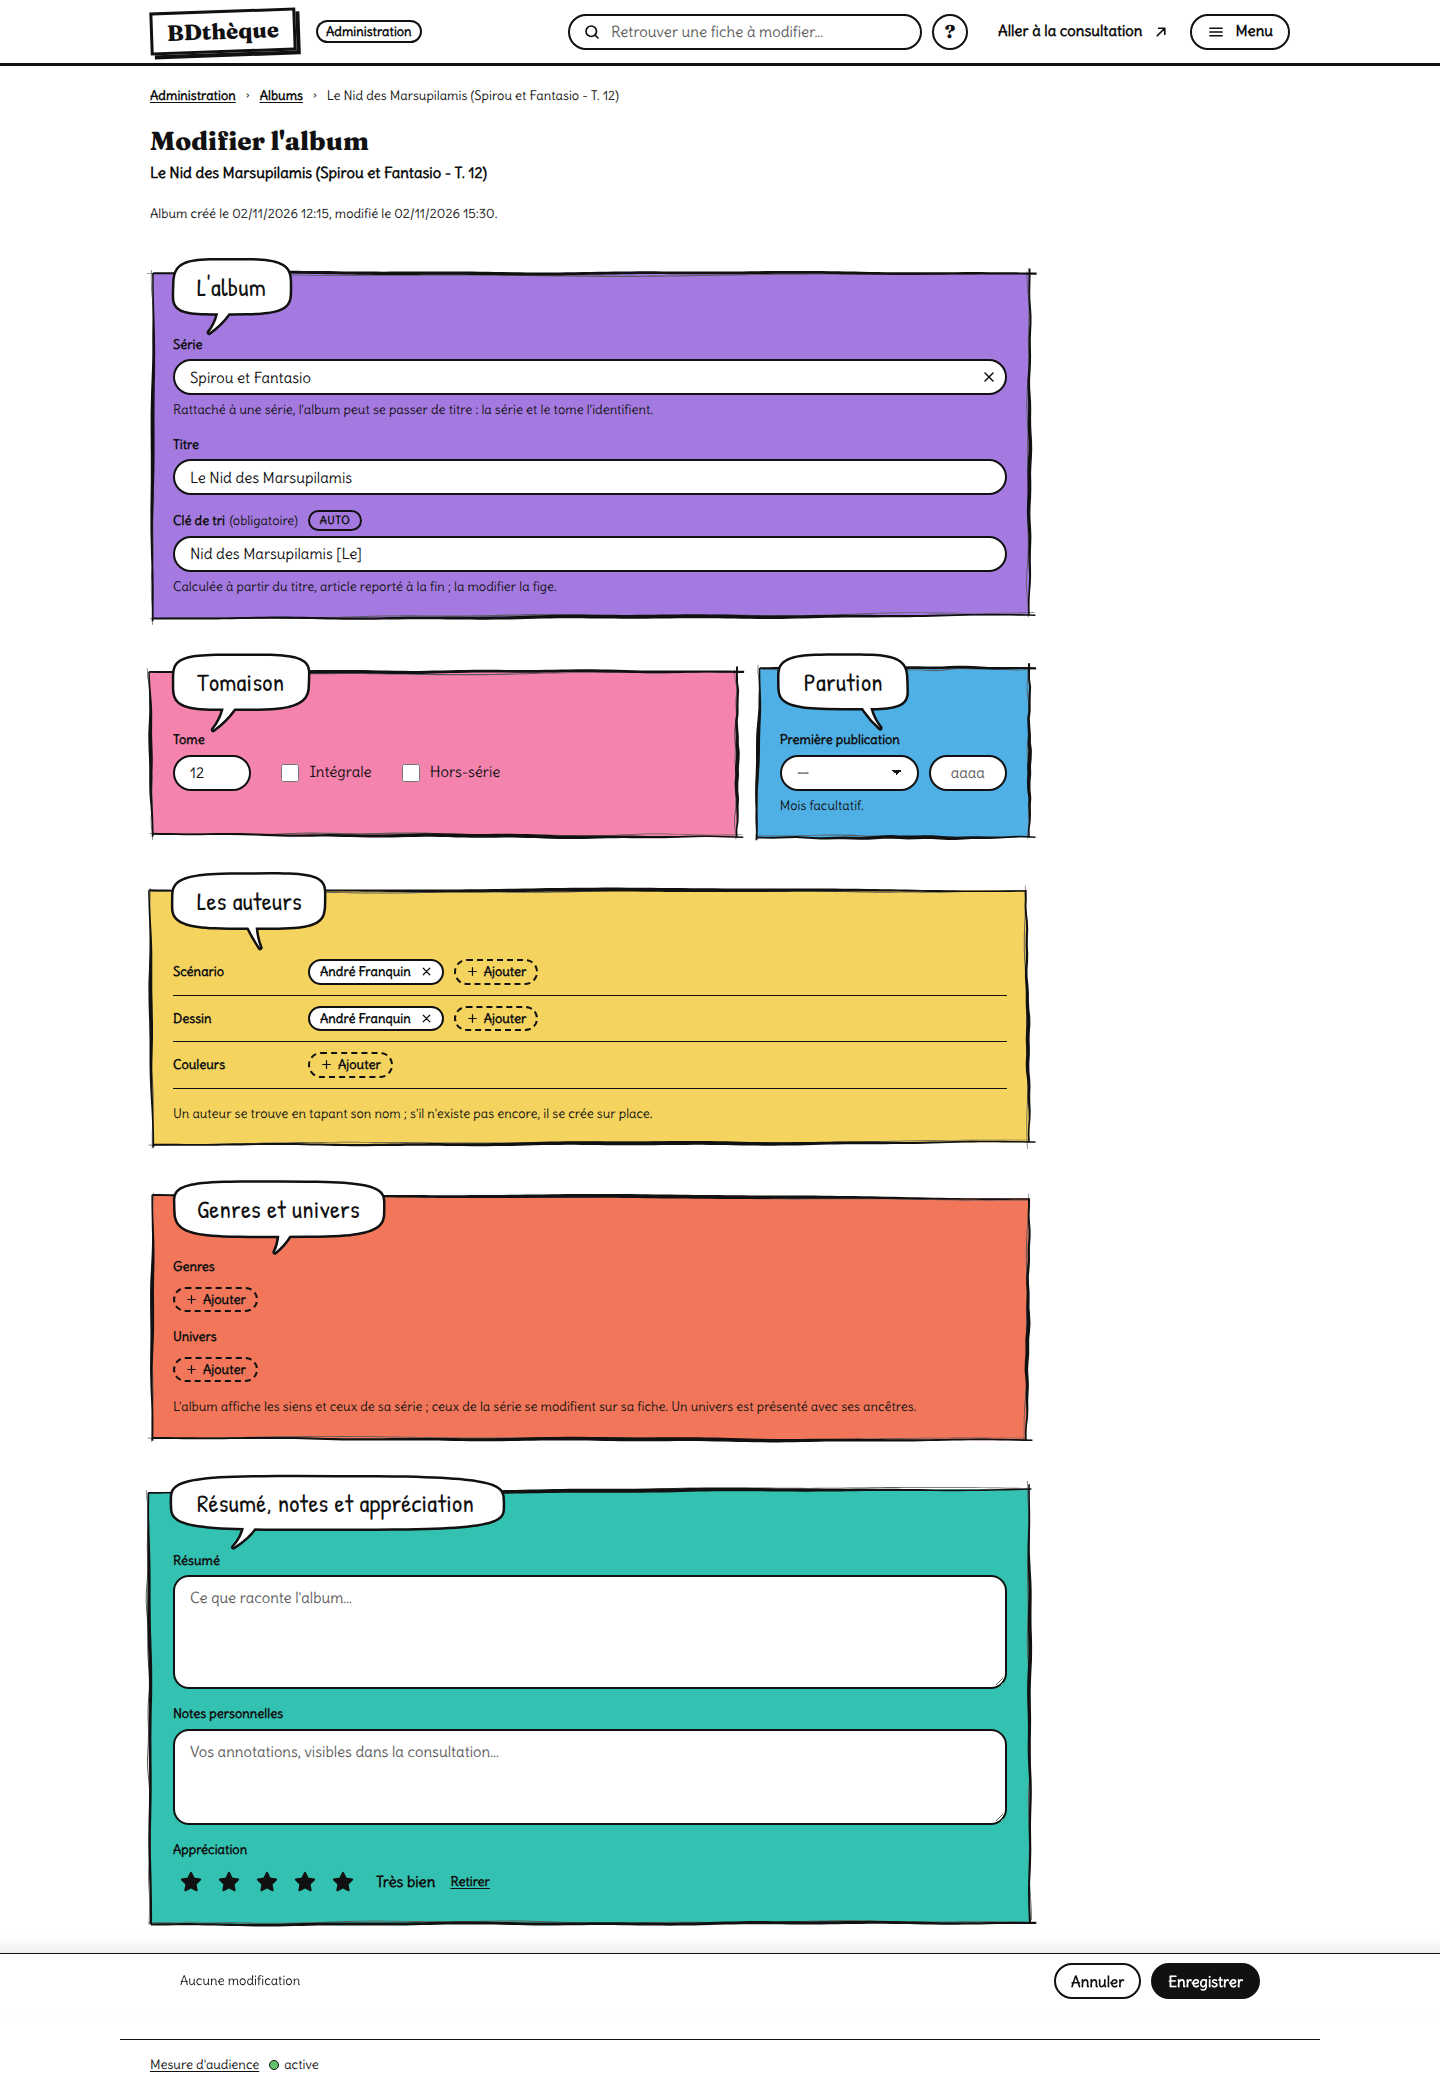 BDthèque
Administration
Retrouver une fiche à modifier...
?
Aller à la consultation
Menu
Administration › Albums › Le Nid des Marsupilamis (Spirou et Fantasio - T. 12)
Modifier l'album
Le Nid des Marsupilamis (Spirou et Fantasio - T. 12)
Album créé le 02/11/2026 12:15, modifié le 02/11/2026 15:30.
L'album
Série
Spirou et Fantasio
Rattaché à une série, l'album peut se passer de titre : la série et le tome l'identifient.
Titre
Le Nid des Marsupilamis
Clé de tri (obligatoire) AUTO
Nid des Marsupilamis [Le]
Calculée à partir du titre, article reporté à la fin ; la modifier la fige.
Tomaison
Tome
12
Intégrale
Hors-série
Parution
Première publication
—
aaaa
Mois facultatif.
Les auteurs
Scénario
André Franquin
Ajouter
Dessin
André Franquin
Ajouter
Couleurs
Ajouter
Un auteur se trouve en tapant son nom ; s'il n'existe pas encore, il se crée sur place.
Genres et univers
Genres
Ajouter
Univers
Ajouter
L'album affiche les siens et ceux de sa série ; ceux de la série se modifient sur sa fiche. Un univers est présenté avec ses ancêtres.
Résumé, notes et appréciation
Résumé
Ce que raconte l'album...
Notes personnelles
Vos annotations, visibles dans la consultation...
Appréciation
Très bien
Retirer
Aucune modification
Annuler
Enregistrer
Mesure d'audience
active